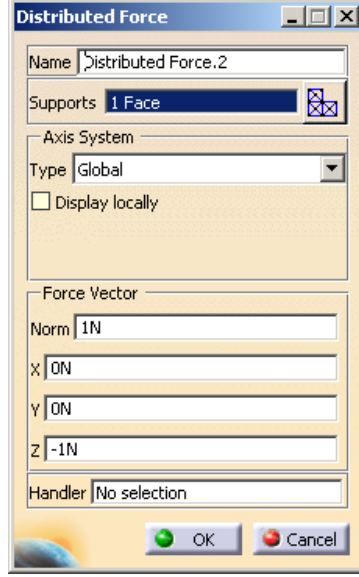 Distributed Force
Name Distributed Force.2
Supports 1 Face
Axis System
Type Global
Display locally
Force Vector
Norm 1N
X 0N
Y 0N
Z -1N
Handler No selection
OK Cancel